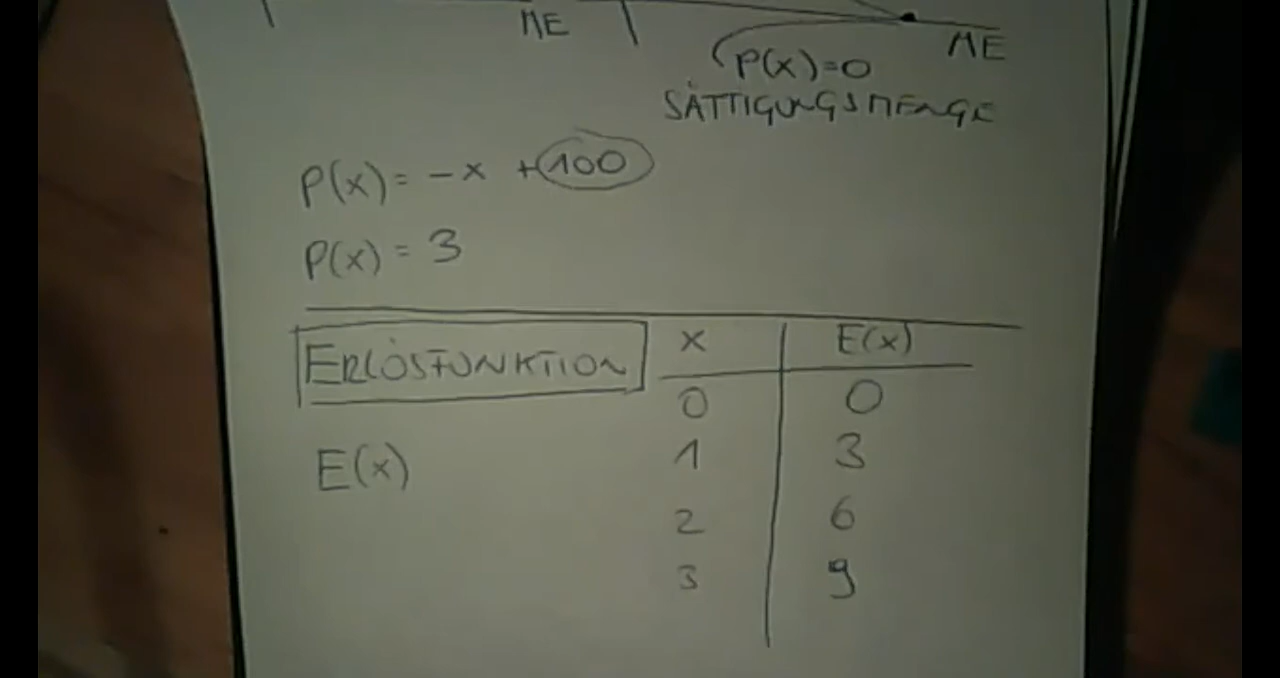 ME
ME
P(x)=0
SÄTTIGUNGSMENGE
P(x)= -x +100
P(x) = 3
ERLÖSFUNKTION
x E(x)
0 0
1 3
E(x)
2 6
3 9